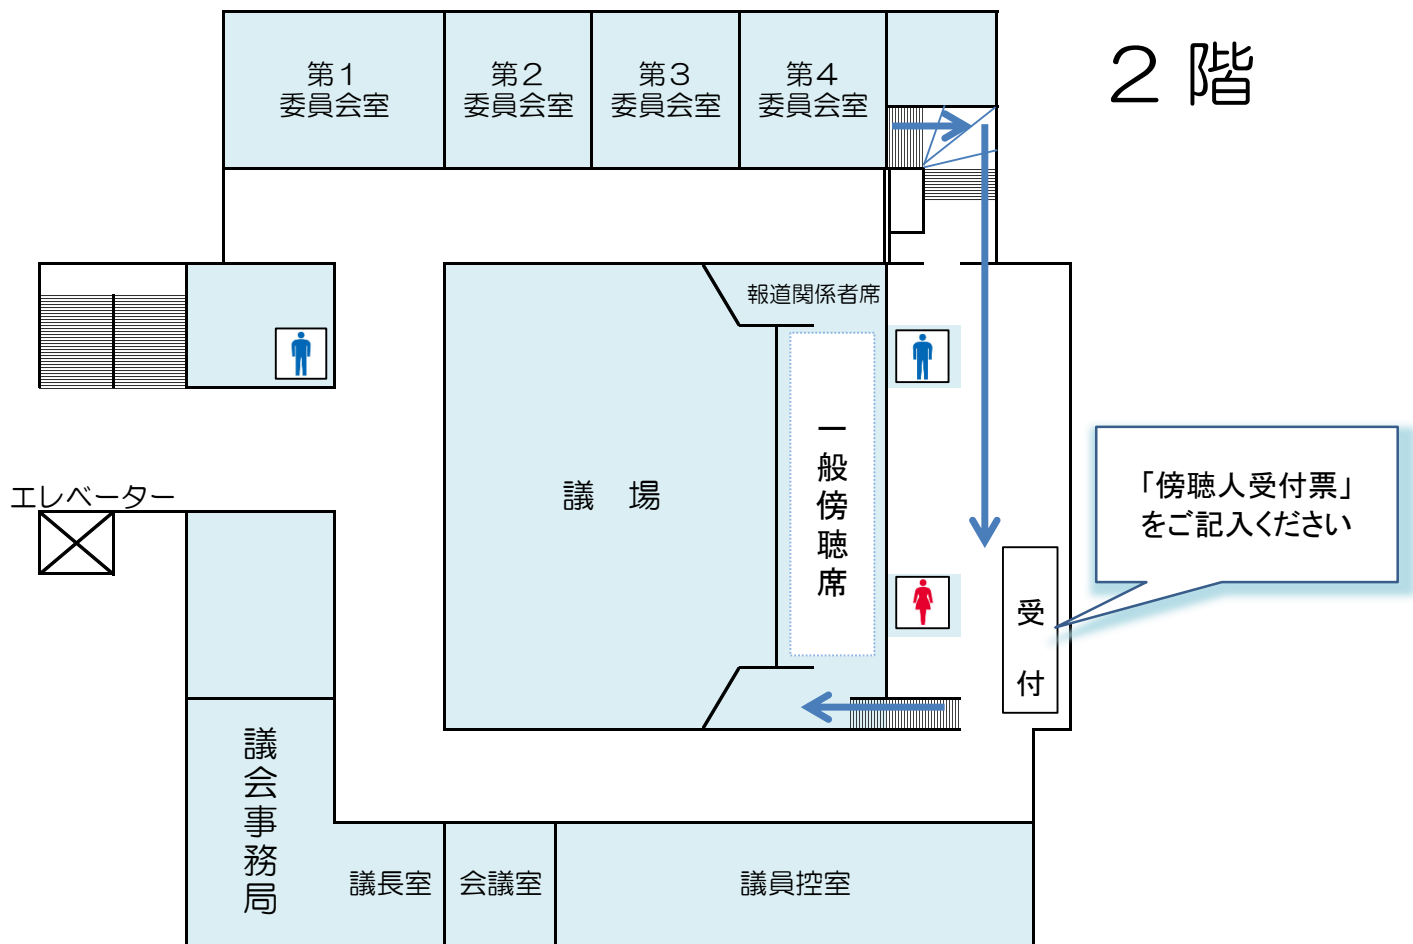 ２階
第１
委員会室
第２
委員会室
第３
委員会室
第４
委員会室
報道関係者席
一般傍聴席
議　場
エレベーター
「傍聴人受付票」
をご記入ください
受付
議会事務局
議長室
会議室
議員控室